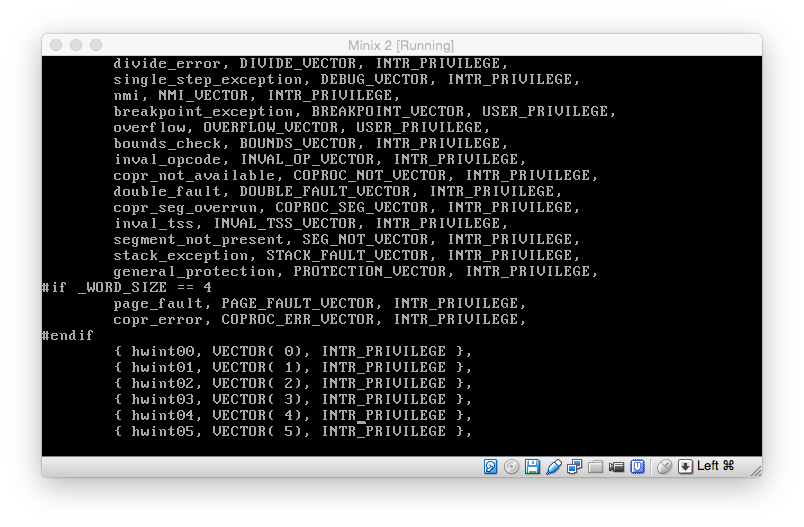 Minix 2 [Running]
divide_error, DIVIDE_VECTOR, INTR_PRIVILEGE,
single_step_exception, DEBUG_VECTOR, INTR_PRIVILEGE,
nmi, NMI_VECTOR, INTR_PRIVILEGE,
breakpoint_exception, BREAKPOINT_VECTOR, USER_PRIVILEGE,
overflow, OVERFLOW_VECTOR, USER_PRIVILEGE,
bounds_check, BOUNDS_VECTOR, INTR_PRIVILEGE,
inval_opcode, INVAL_OP_VECTOR, INTR_PRIVILEGE,
copr_not_available, COPROC_NOT_VECTOR, INTR_PRIVILEGE,
double_fault, DOUBLE_FAULT_VECTOR, INTR_PRIVILEGE,
copr_seg_overrun, COPROC_SEG_VECTOR, INTR_PRIVILEGE,
inval_tss, INVAL_TSS_VECTOR, INTR_PRIVILEGE,
segment_not_present, SEG_NOT_VECTOR, INTR_PRIVILEGE,
stack_exception, STACK_FAULT_VECTOR, INTR_PRIVILEGE,
general_protection, PROTECTION_VECTOR, INTR_PRIVILEGE,
#if _WORD_SIZE == 4
page_fault, PAGE_FAULT_VECTOR, INTR_PRIVILEGE,
copr_error, COPROC_ERR_VECTOR, INTR_PRIVILEGE,
#endif
{ hwint00, VECTOR( 0), INTR_PRIVILEGE },
{ hwint01, VECTOR( 1), INTR_PRIVILEGE },
{ hwint02, VECTOR( 2), INTR_PRIVILEGE },
{ hwint03, VECTOR( 3), INTR_PRIVILEGE },
{ hwint04, VECTOR( 4), INTR_PRIVILEGE },
{ hwint05, VECTOR( 5), INTR_PRIVILEGE },
Left ⌘